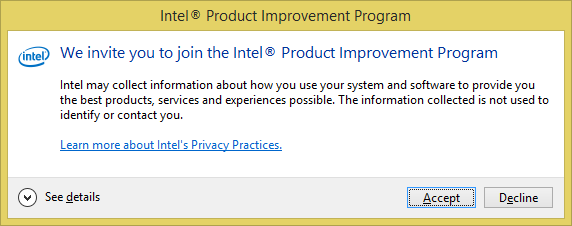 Intel® Product Improvement Program
intel
We invite you to join the Intel® Product Improvement Program
Intel may collect information about how you use your system and software to provide you
the best products, services and experiences possible. The information collected is not used to
identify or contact you.
Learn more about Intel's Privacy Practices.
See details
Accept
Decline